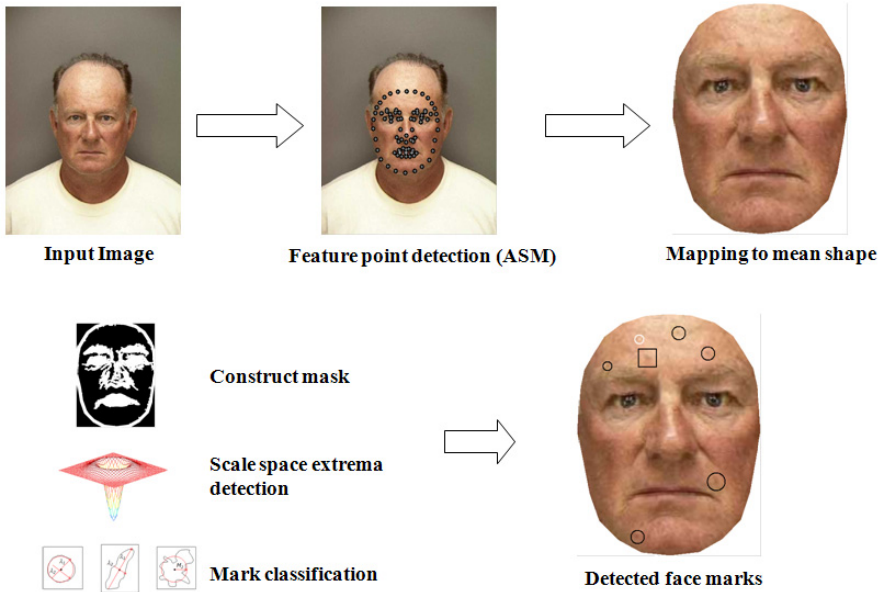 Input Image
Feature point detection (ASM)
Mapping to mean shape
Construct mask
Scale space extrema
detection
Mark classification
Detected face marks